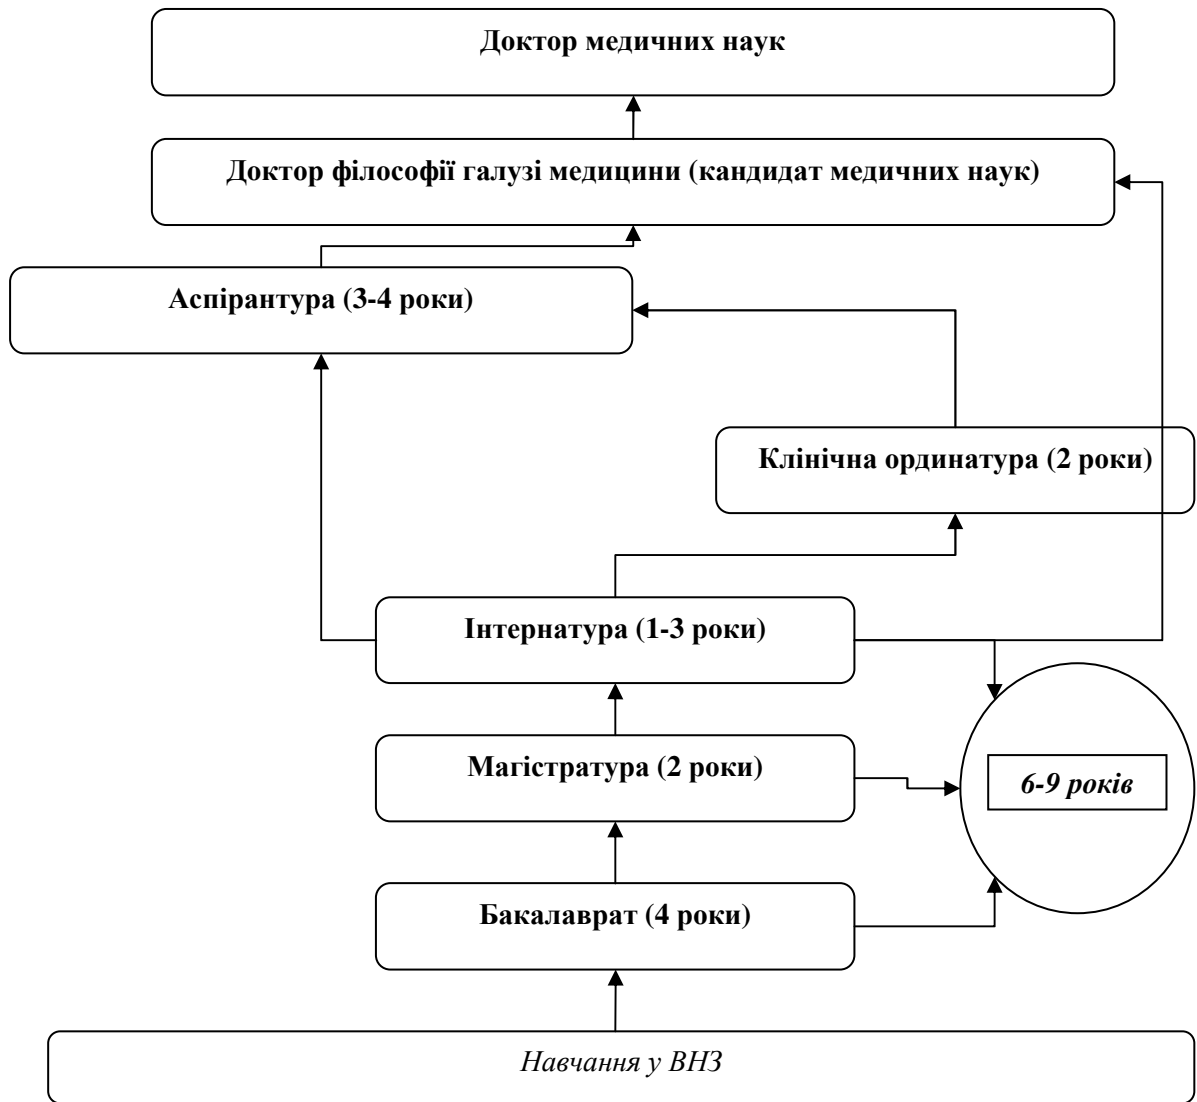 Доктор медичних наук
Доктор філософії галузі медицини (кандидат медичних наук)
Аспірантура (3-4 роки)
Клінічна ординатура (2 роки)
Інтернатура (1-3 роки)
Магістратура (2 роки)
6-9 років
Бакалаврат (4 роки)
Навчання у ВНЗ